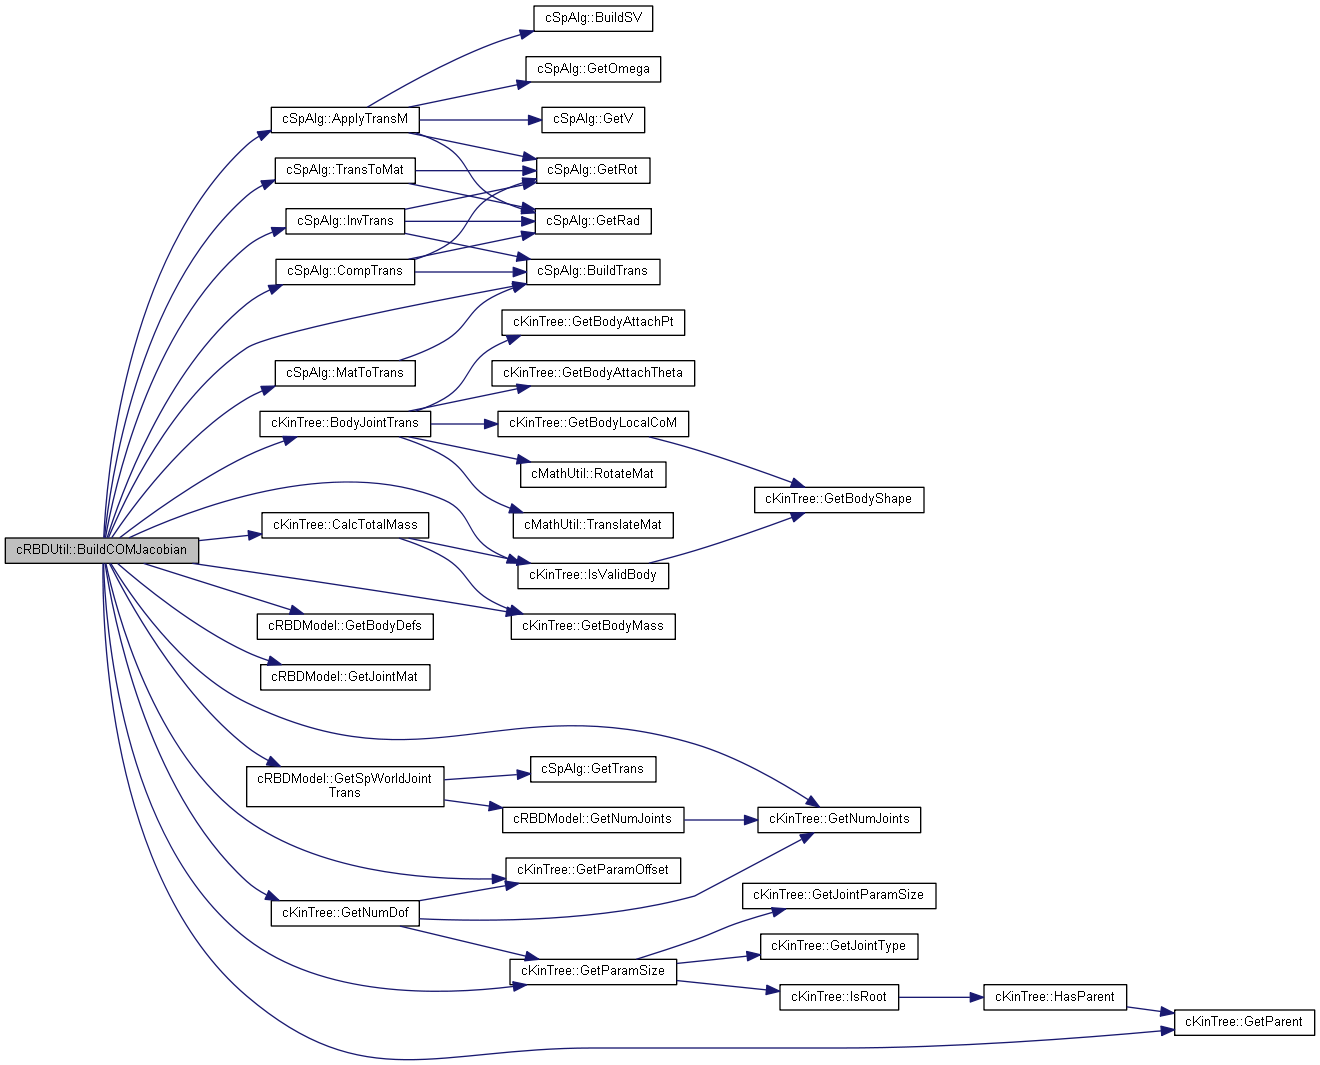 cSpAlg::BuildSV
cSpAlg::GetOmega
cSpAlg::ApplyTransM
cSpAlg::GetV
cSpAlg::TransToMat
cSpAlg::GetRot
cSpAlg::InvTrans
cSpAlg::GetRad
cSpAlg::CompTrans
cSpAlg::BuildTrans
cKinTree::GetBodyAttachPt
cSpAlg::MatToTrans
cKinTree::GetBodyAttachTheta
cKinTree::BodyJointTrans
cKinTree::GetBodyLocalCoM
cMathUtil::RotateMat
cKinTree::GetBodyShape
cKinTree::CalcTotalMass
cMathUtil::TranslateMat
cRBDUtil::BuildCOMJacobian
cKinTree::IsValidBody
cRBDModel::GetBodyDefs
cKinTree::GetBodyMass
cRBDModel::GetJointMat
cRBDModel::GetSpWorldJoint
Trans
cSpAlg::GetTrans
cRBDModel::GetNumJoints
cKinTree::GetNumJoints
cKinTree::GetParamOffset
cKinTree::GetJointParamSize
cKinTree::GetNumDof
cKinTree::GetJointType
cKinTree::GetParamSize
cKinTree::IsRoot
cKinTree::HasParent
cKinTree::GetParent